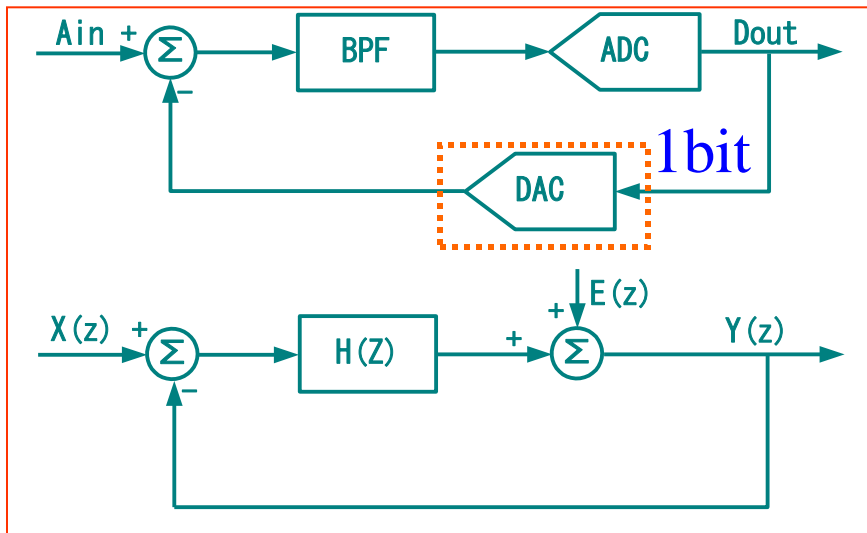 Ain + Σ BPF ADC Dout
-
DAC 1bit
X(z) + Σ H(Z) + Σ + E(z) Y(z)
-